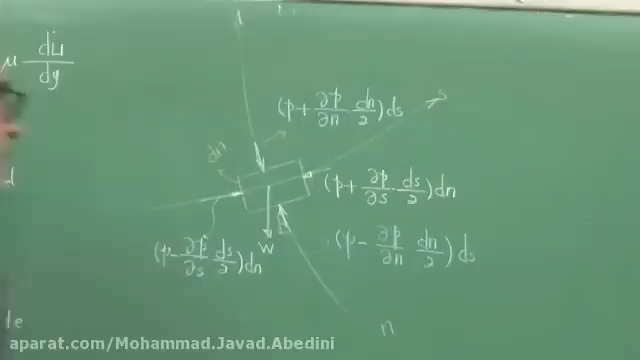 μ du/dy
(p + ∂p/∂n dn/2) ds
s
dn
(p + ∂p/∂s ds/2) dn
(p - ∂p/∂n dn/2) ds
w
(p - ∂p/∂s ds/2) dn
n
aparat.com/Mohammad.Javad.Abedini